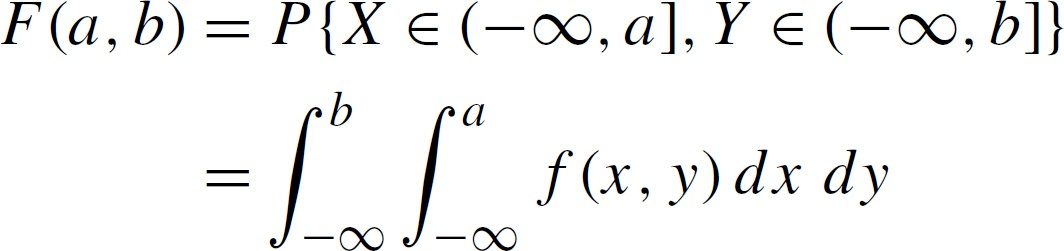 F(a, b) = P{X ∈ (−∞, a], Y ∈ (−∞, b]}
= ∫_{−∞}^{b} ∫_{−∞}^{a} f(x, y) dx dy